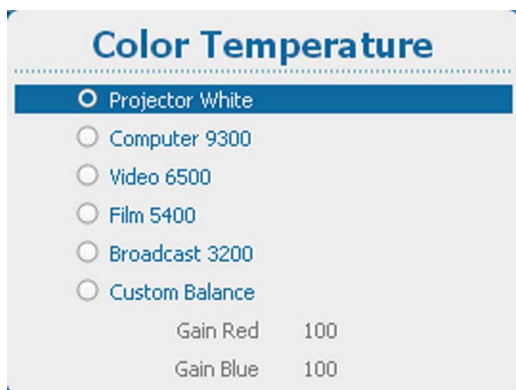 Color Temperature
Projector White
Computer 9300
Video 6500
Film 5400
Broadcast 3200
Custom Balance
Gain Red 100
Gain Blue 100